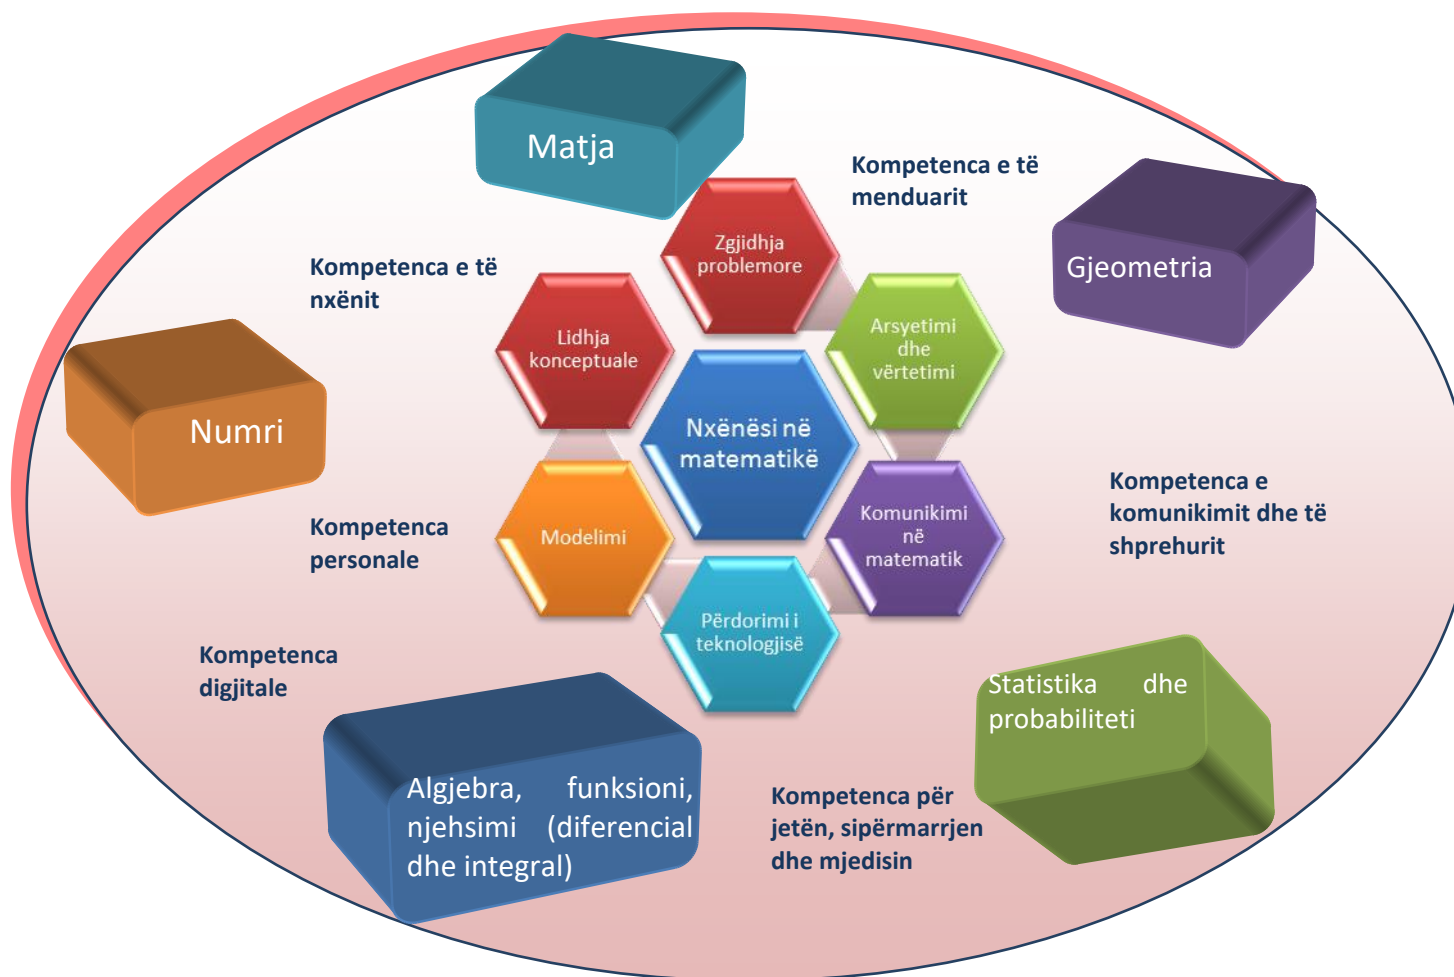 Matja
Kompetenca e të
menduarit
Gjeometria
Zgjidhja
problemore
Kompetenca e të
nxënit
Lidhja
konceptuale
Arsyetimi
dhe
vërtetimi
Numri
Nxënësi në
matematikë
Kompetenca
personale
Modelimi
Komunikimi
në
matematik
Kompetenca e
komunikimit dhe të
shprehurit
Përdorimi i
teknologjisë
Kompetenca
digjitale
Statistika dhe
probabiliteti
Algjebra, funksioni,
njehsimi (diferencial
dhe integral)
Kompetenca për
jetën, sipërmarrjen
dhe mjedisin